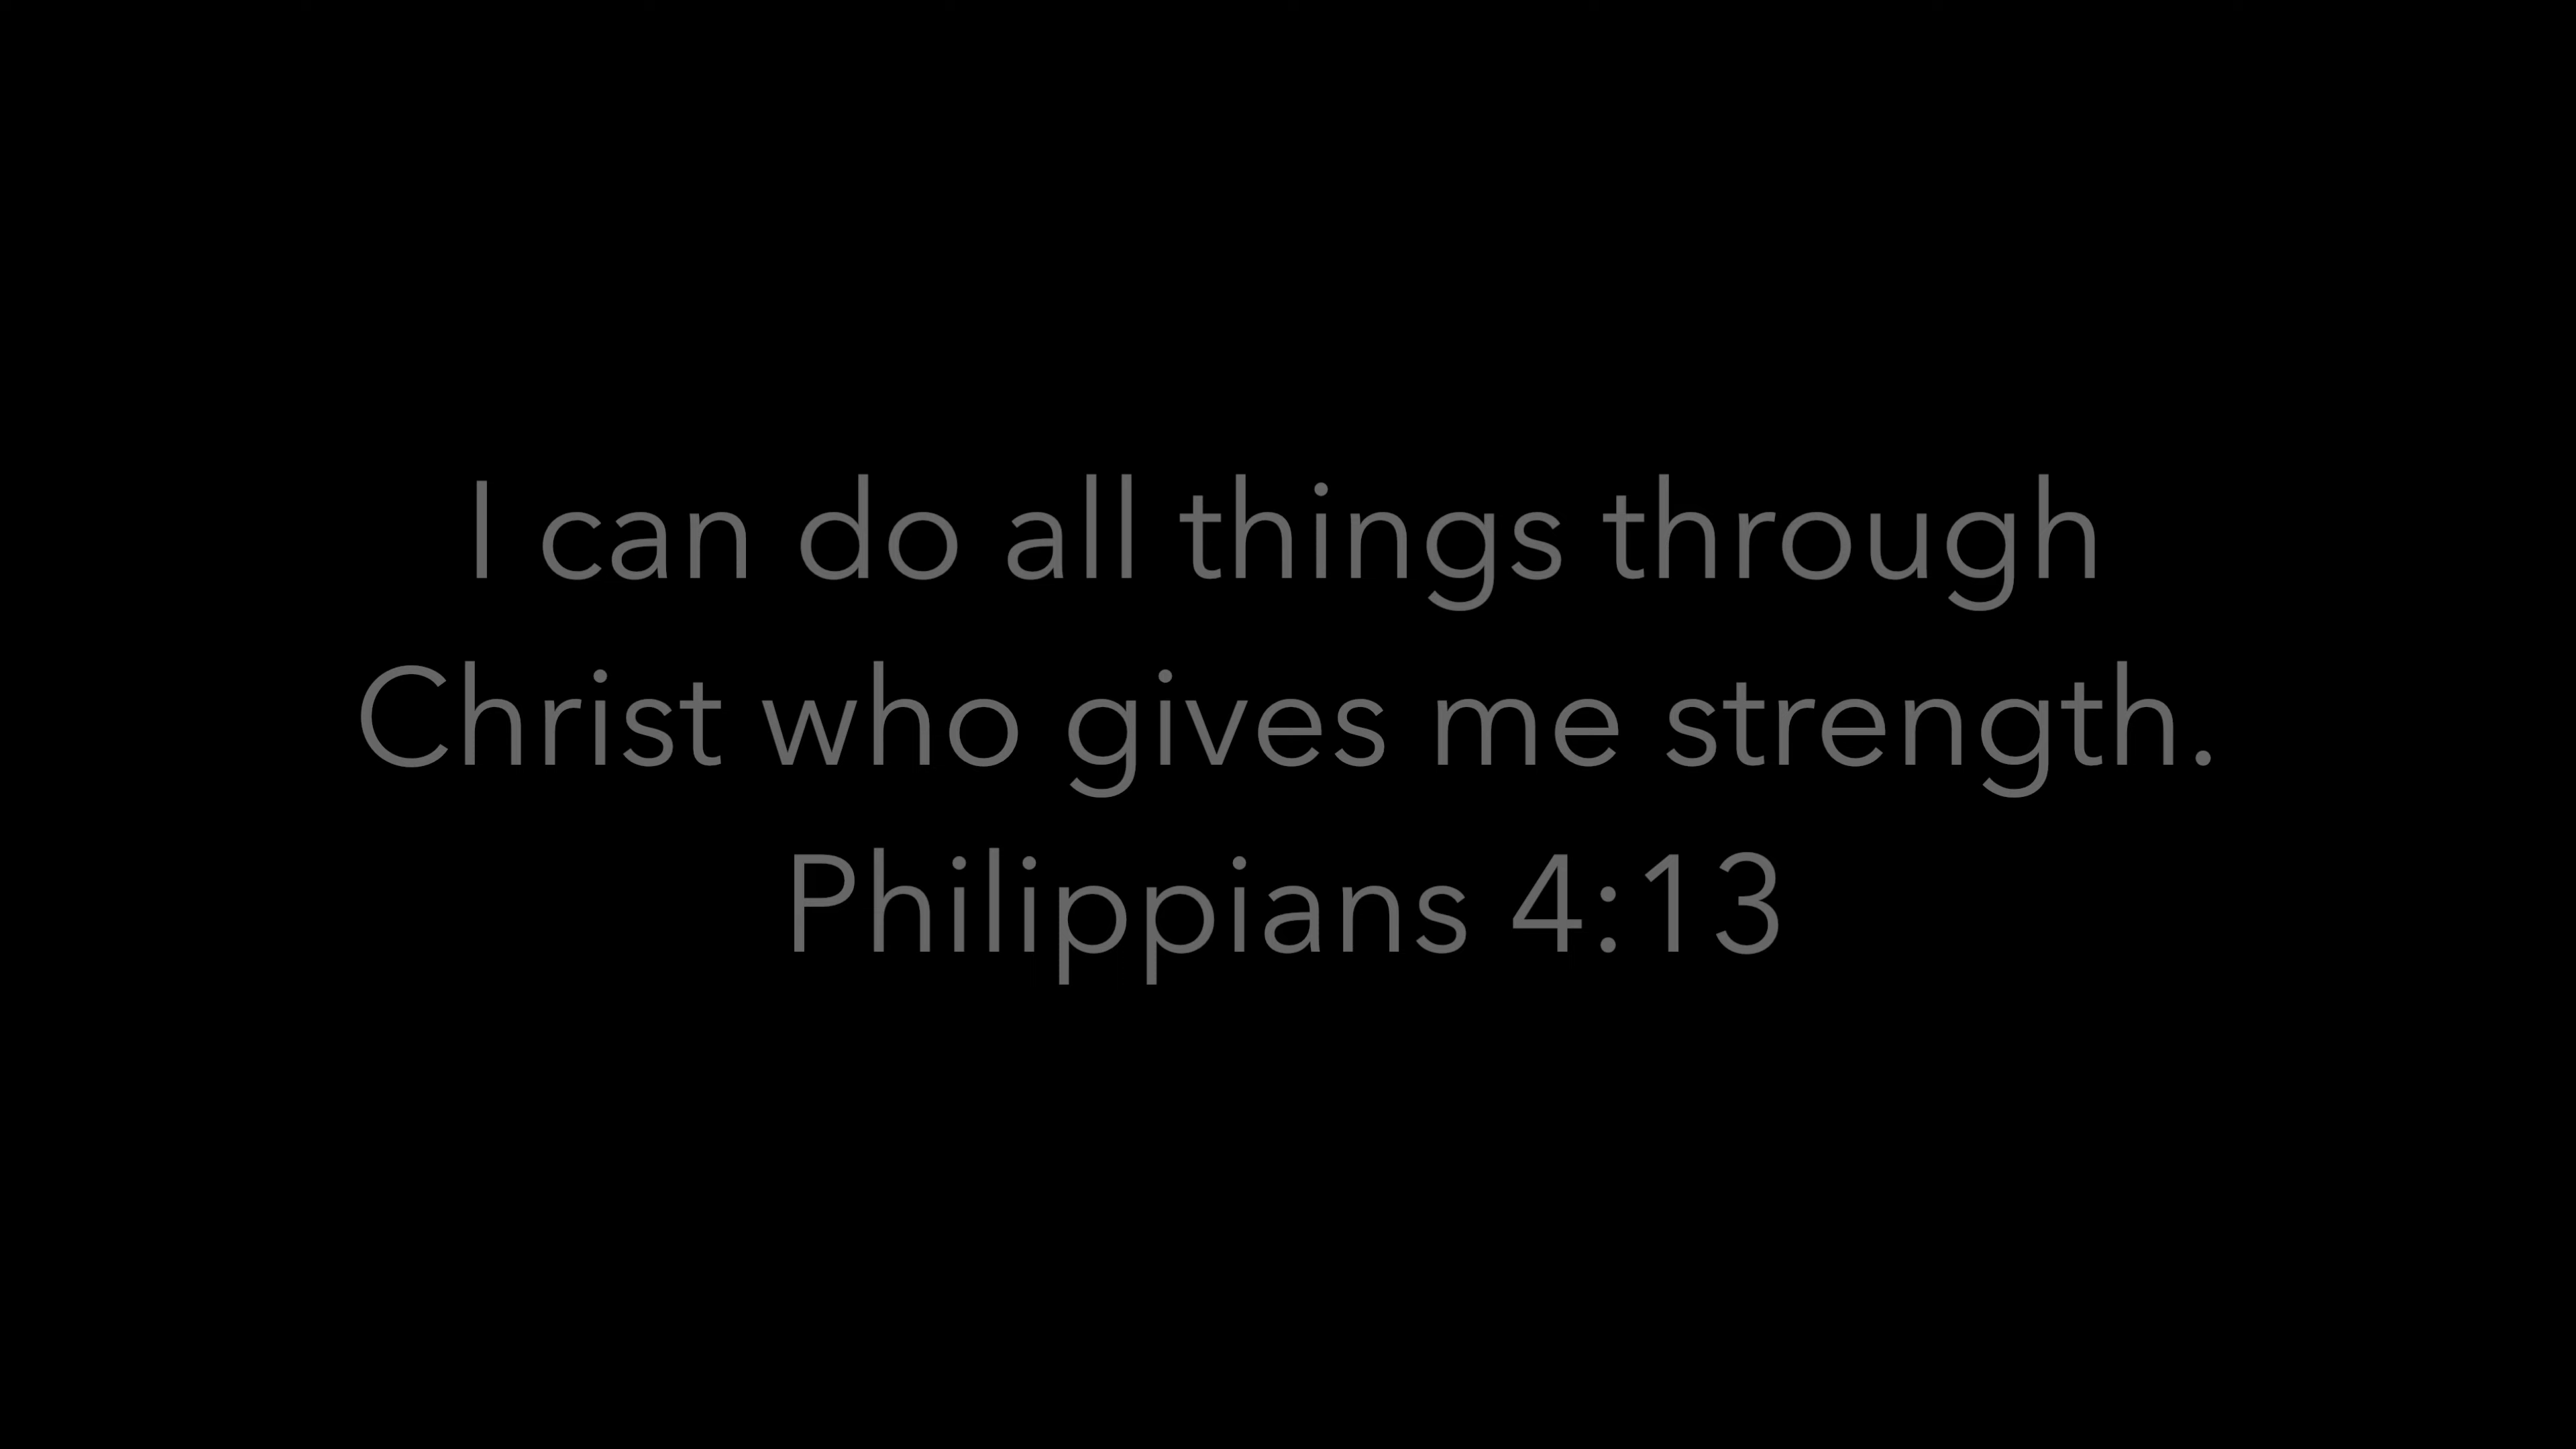 I can do all things through
Christ who gives me strength.
Philippians 4:13